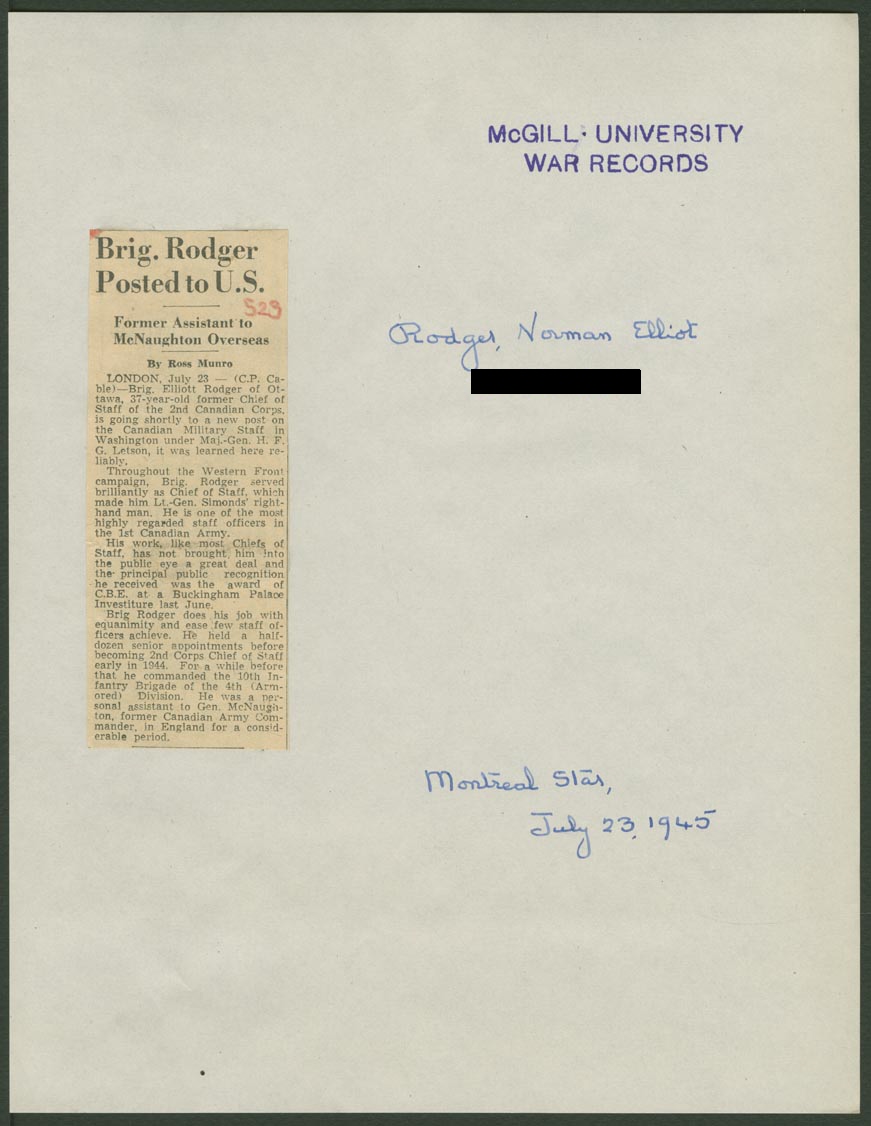 McGILL UNIVERSITY
WAR RECORDS
Brig. Rodger
Posted to U.S.
523
Former Assistant to
McNaughton Overseas
By Ross Munro
LONDON, July 23 — (C.P. Ca-
ble)—Brig. Elliott Rodger of Ot-
tawa, 37-year-old former Chief of
Staff of the 2nd Canadian Corps,
is going shortly to a new post on
the Canadian Military Staff in
Washington under Maj.-Gen. H. F.
G. Letson, it was learned here re-
liably.
Throughout the Western Front
campaign, Brig. Rodger served
brilliantly as Chief of Staff, which
made him Lt.-Gen. Simonds' right-
hand man. He is one of the most
highly regarded staff officers in
the 1st Canadian Army.
His work, like most Chiefs of
Staff, has not brought him into
the public eye a great deal and
the principal public recognition
he received was the award of
C.B.E. at a Buckingham Palace
Investiture last June.
Brig Rodger does his job with
equanimity and ease few staff of-
ficers achieve. He held a half-
dozen senior appointments before
becoming 2nd Corps Chief of Staff
early in 1944. For a while before
that he commanded the 10th In-
fantry Brigade of the 4th (Arm-
ored) Division. He was a per-
sonal assistant to Gen. McNaugh-
ton, former Canadian Army Com-
mander, in England for a consid-
erable period.
Rodger, Norman Elliot
Montreal Star,
July 23, 1945